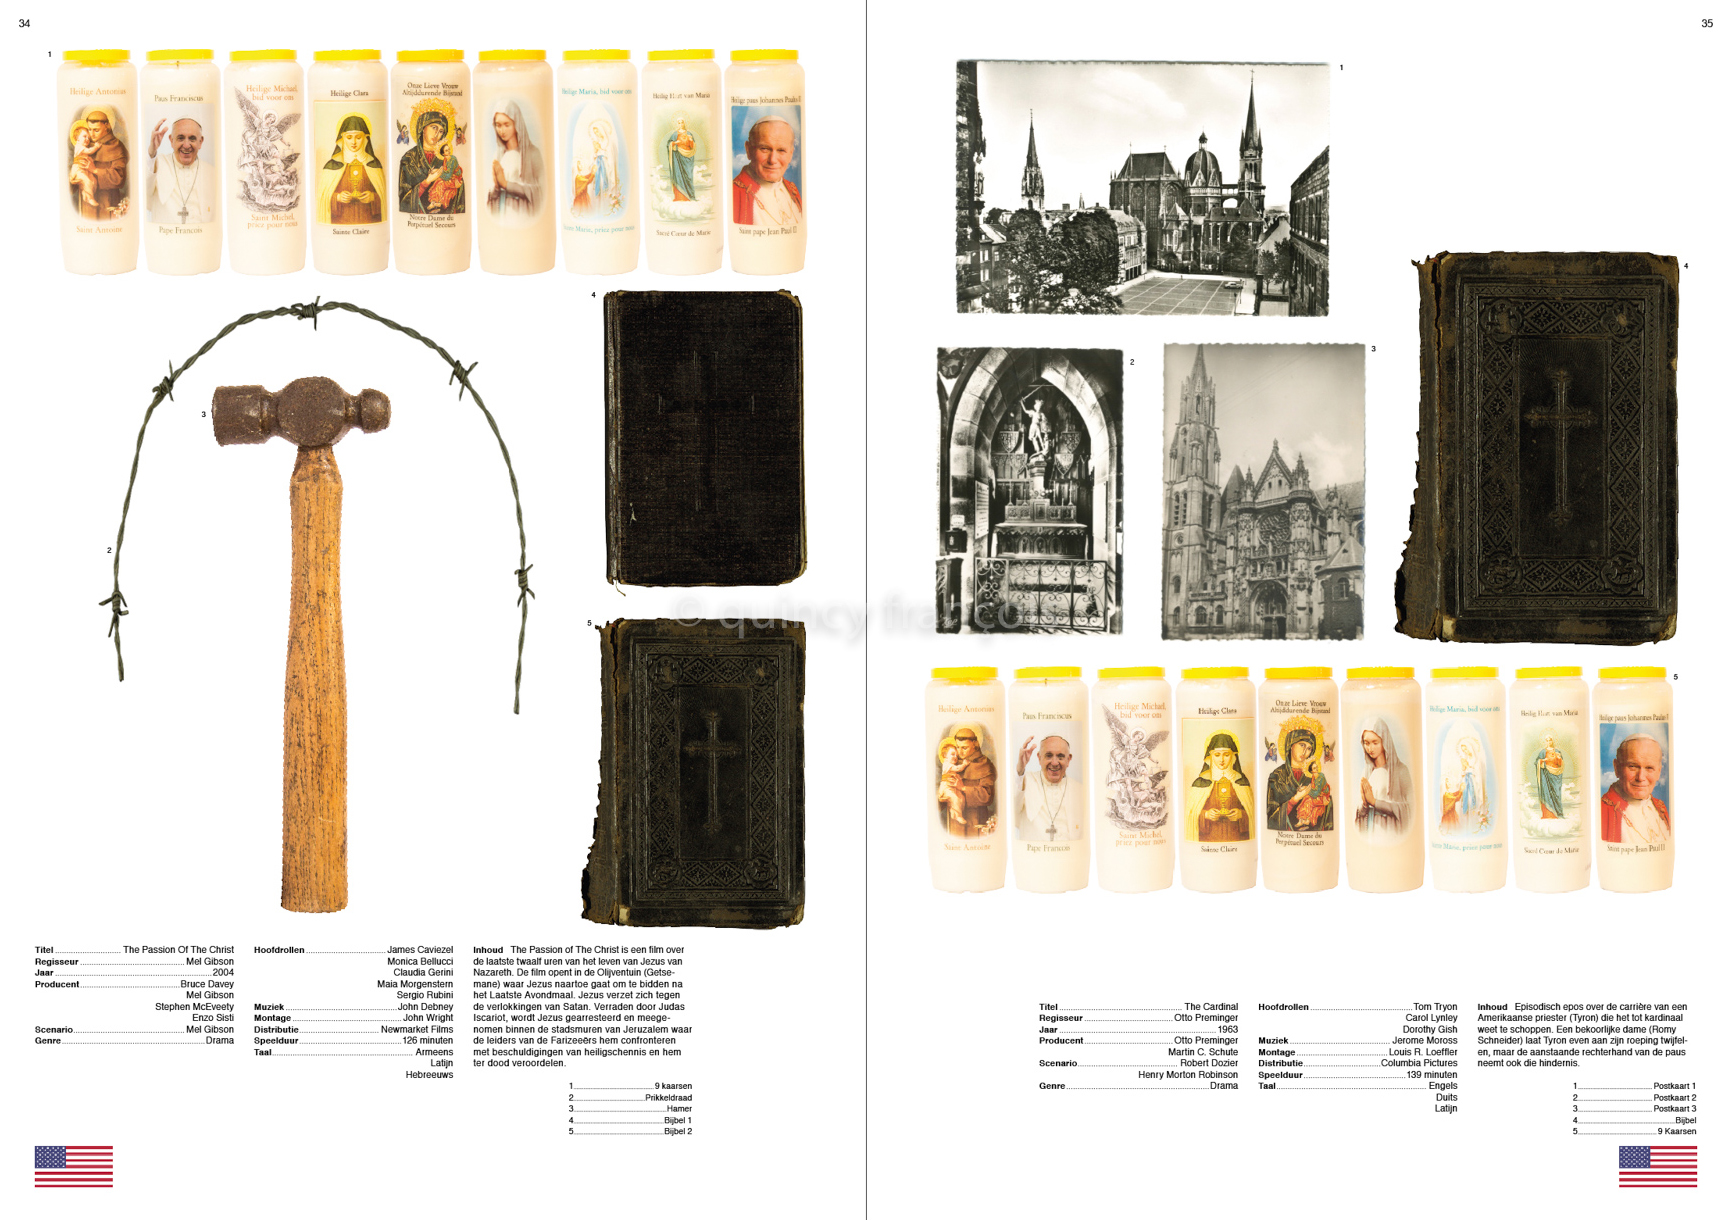 34
1
Heilige Antonius
Saint Antoine
Paus Franciscus
Pape Francois
Heilige Michael,
bid voor ons
Saint Michel,
priez pour nous
Heilige Clara
Sainte Claire
Onze Lieve Vrouw
Altijddurende Bijstand
Notre Dame du
Perpétuel Secours
Heilige Maria, bid voor ons
Sainte Marie, priez pour nous
Heilig Hart van Maria
Sacré Cœur de Marie
Heilige paus Johannes Paulus II
Saint pape Jean Paul II
2
3
4
5
Titel The Passion Of The Christ
Regisseur Mel Gibson
Jaar 2004
Producent Bruce Davey
Mel Gibson
Stephen McEveety
Enzo Sisti
Scenario Mel Gibson
Genre Drama
Hoofdrollen James Caviezel
Monica Bellucci
Claudia Gerini
Maia Morgenstern
Sergio Rubini
Muziek John Debney
Montage John Wright
Distributie Newmarket Films
Speelduur 126 minuten
Taal Armeens
Latijn
Hebreeuws
Inhoud The Passion of The Christ is een film over
de laatste twaalf uren van het leven van Jezus van
Nazareth. De film opent in de Olijventuin (Getse-
mane) waar Jezus naartoe gaat om te bidden na
het Laatste Avondmaal. Jezus verzet zich tegen
de verlokkingen van Satan. Verraden door Judas
Iscariot, wordt Jezus gearresteerd en meege-
nomen binnen de stadsmuren van Jeruzalem waar
de leiders van de Farizeeërs hem confronteren
met beschuldigingen van heiligschennis en hem
ter dood veroordelen.
1 9 kaarsen
2 Prikkeldraad
3 Hamer
4 Bijbel 1
5 Bijbel 2
© quincy franço
35
1
2
3
4
5
Heilige Antonius
Saint Antoine
Paus Franciscus
Pape Francois
Heilige Michael,
bid voor ons
Saint Michel,
priez pour nous
Heilige Clara
Sainte Claire
Onze Lieve Vrouw
Altijddurende Bijstand
Notre Dame du
Perpétuel Secours
Heilige Maria, bid voor ons
Sainte Marie, priez pour nous
Heilig Hart van Maria
Sacré Cœur de Marie
Heilige paus Johannes Paulus II
Saint pape Jean Paul II
Titel The Cardinal
Regisseur Otto Preminger
Jaar 1963
Producent Otto Preminger
Martin C. Schute
Scenario Robert Dozier
Henry Morton Robinson
Genre Drama
Hoofdrollen Tom Tryon
Carol Lynley
Dorothy Gish
Muziek Jerome Moross
Montage Louis R. Loeffler
Distributie Columbia Pictures
Speelduur 139 minuten
Taal Engels
Duits
Latijn
Inhoud Episodisch epos over de carrière van een
Amerikaanse priester (Tyron) die het tot kardinaal
weet te schoppen. Een bekoorlijke dame (Romy
Schneider) laat Tyron even aan zijn roeping twijfel-
en, maar de aanstaande rechterhand van de paus
neemt ook die hindernis.
1 Postkaart 1
2 Postkaart 2
3 Postkaart 3
4 Bijbel
5 9 Kaarsen